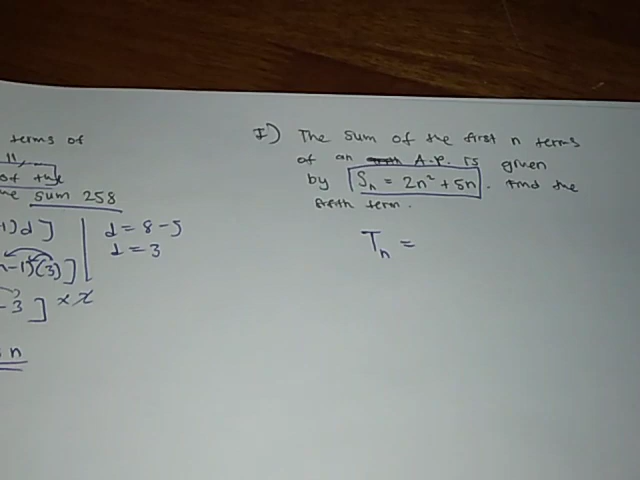 terms of
11,
of the
the sum 258
-1)d]
d = 8 - 5
d = 3
n-1)(3)]
-3] × 2
n
I) The sum of the first n terms
of an A.P. is given
by Sn = 2n² + 5n. Find the
fifth term.
Tn =